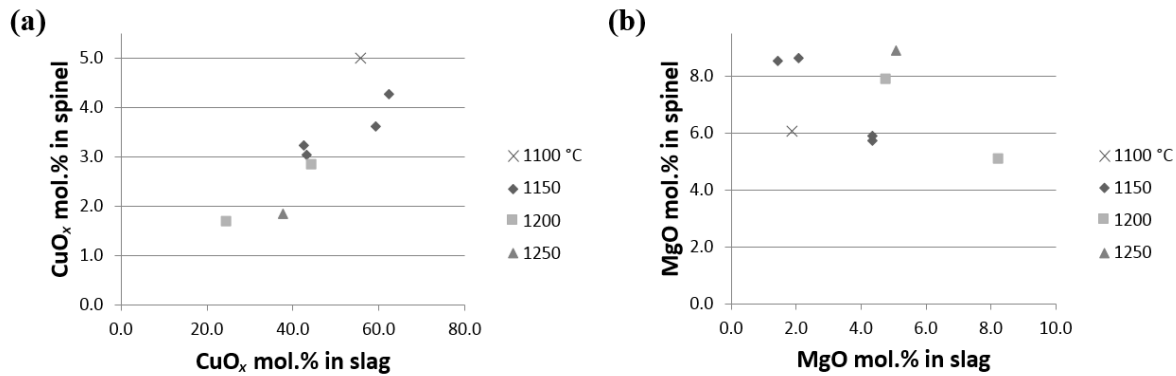 (a)
CuOx mol.% in spinel
5.0
4.0
3.0
2.0
1.0
0.0
0.0 20.0 40.0 60.0 80.0
CuOx mol.% in slag
1100 °C
1150
1200
1250
(b)
MgO mol.% in spinel
8.0
6.0
4.0
2.0
0.0
0.0 2.0 4.0 6.0 8.0 10.0
MgO mol.% in slag
1100 °C
1150
1200
1250